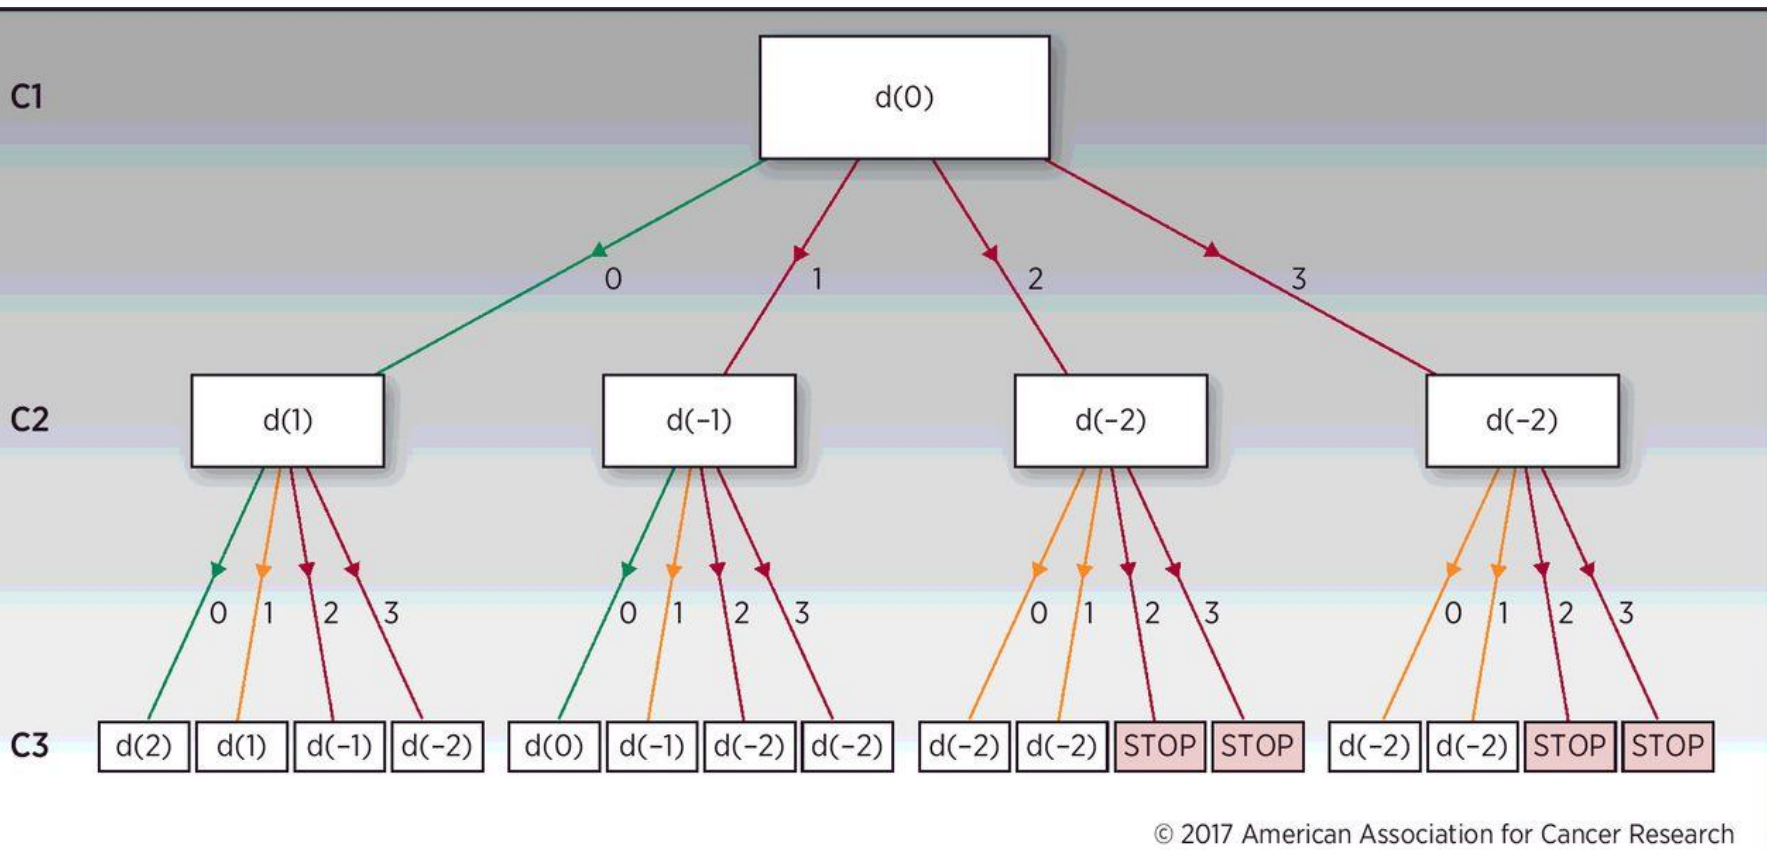 C1
d(0)
0 1 2 3
C2
d(1) d(–1) d(–2) d(–2)
0 1 2 3 0 1 2 3 0 1 2 3 0 1 2 3
C3
d(2) d(1) d(–1) d(–2) d(0) d(–1) d(–2) d(–2) d(–2) d(–2) STOP STOP d(–2) d(–2) STOP STOP
© 2017 American Association for Cancer Research